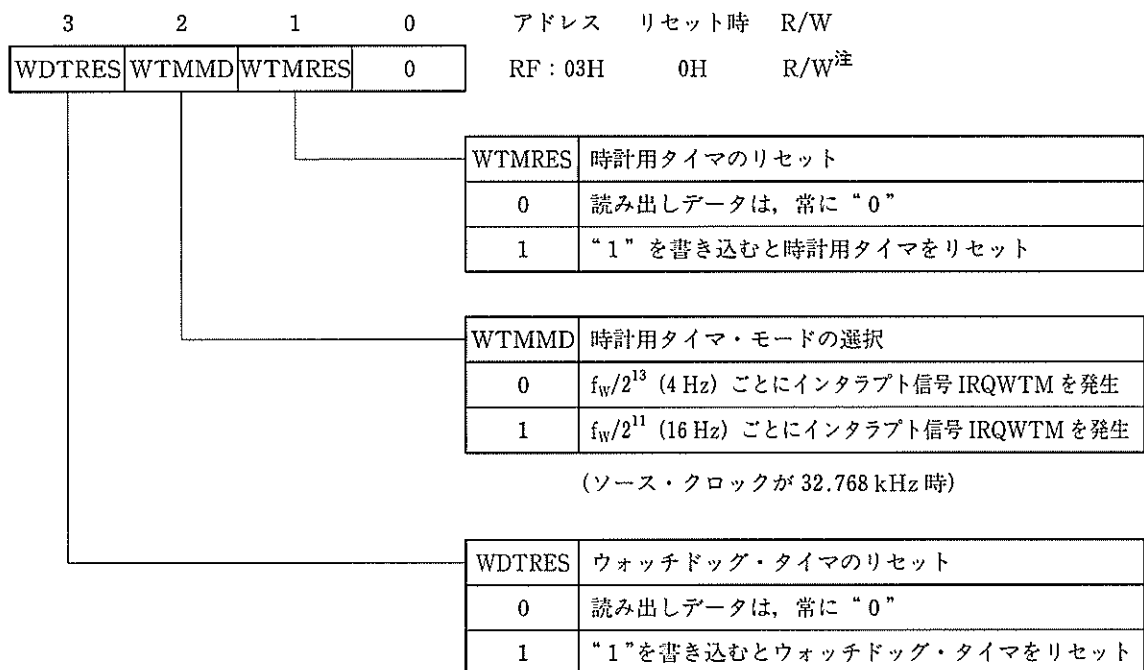 3 2 1 0 アドレス リセット時 R/W
WDTRES WTMMD WTMRES 0 RF : 03H 0H R/W注
WTMRES 時計用タイマのリセット
0 読み出しデータは，常に“0”
1 “1”を書き込むと時計用タイマをリセット
WTMMD 時計用タイマ・モードの選択
0 fW/2^13 (4 Hz) ごとにインタラプト信号 IRQWTM を発生
1 fW/2^11 (16 Hz) ごとにインタラプト信号 IRQWTM を発生
(ソース・クロックが 32.768 kHz 時)
WDTRES ウォッチドッグ・タイマのリセット
0 読み出しデータは，常に“0”
1 “1”を書き込むとウォッチドッグ・タイマをリセット